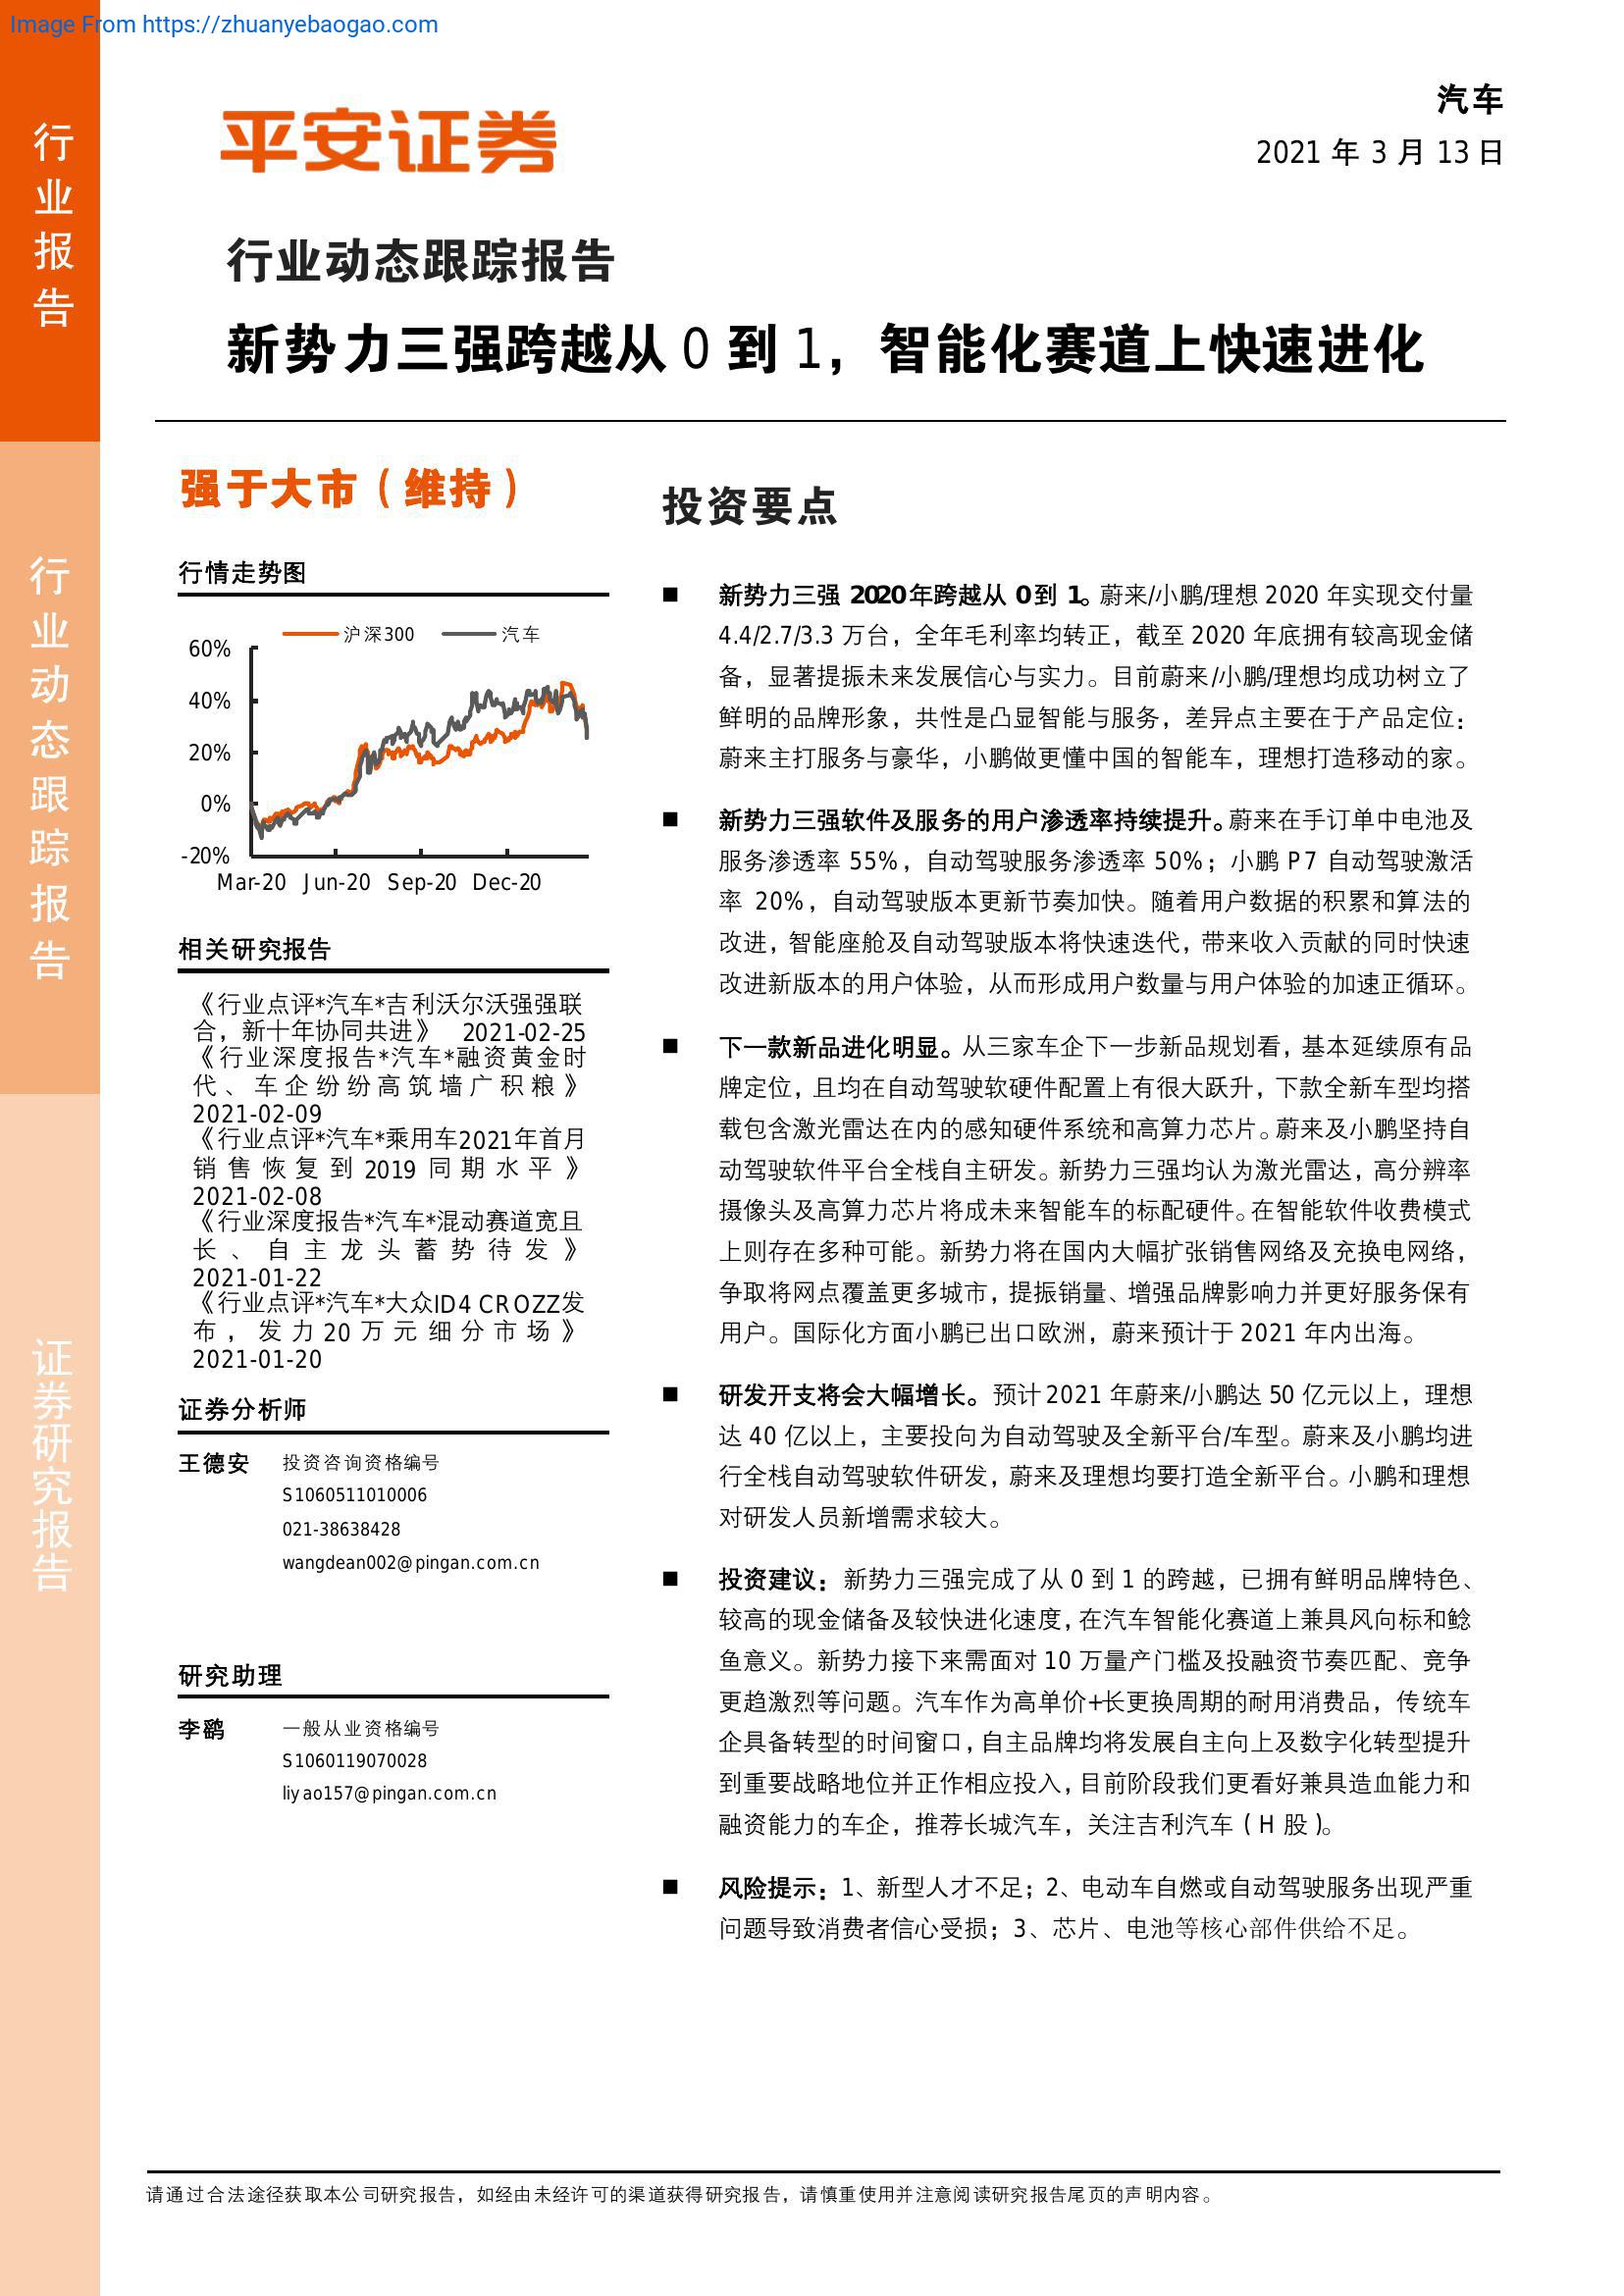 Image From https://zhuanyebaogao.com
行业报告
行业动态跟踪报告
证券研究报告
平安证券
汽车
2021 年 3 月 13 日
行业动态跟踪报告
新势力三强跨越从 0 到 1，智能化赛道上快速进化
强于大市（维持）
行情走势图
沪深300 汽车
60%
40%
20%
0%
-20%
Mar-20 Jun-20 Sep-20 Dec-20
相关研究报告
《行业点评*汽车*吉利沃尔沃强强联
合，新十年协同共进》 2021-02-25
《行业深度报告*汽车*融资黄金时
代、车企纷纷高筑墙广积粮》
2021-02-09
《行业点评*汽车*乘用车2021年首月
销售恢复到 2019 同期水平》
2021-02-08
《行业深度报告*汽车*混动赛道宽且
长、自主龙头蓄势待发》
2021-01-22
《行业点评*汽车*大众ID4 CROZZ发
布，发力 20 万元细分市场》
2021-01-20
证券分析师
王德安 投资咨询资格编号
S1060511010006
021-38638428
wangdean002@pingan.com.cn
研究助理
李鹞 一般从业资格编号
S1060119070028
liyao157@pingan.com.cn
投资要点
■ 新势力三强 2020 年跨越从 0 到 1。蔚来/小鹏/理想 2020 年实现交付量
4.4/2.7/3.3 万台，全年毛利率均转正，截至 2020 年底拥有较高现金储
备，显著提振未来发展信心与实力。目前蔚来/小鹏/理想均成功树立了
鲜明的品牌形象，共性是凸显智能与服务，差异点主要在于产品定位：
蔚来主打服务与豪华，小鹏做更懂中国的智能车，理想打造移动的家。
■ 新势力三强软件及服务的用户渗透率持续提升。蔚来在手订单中电池及
服务渗透率 55%，自动驾驶服务渗透率 50%；小鹏 P7 自动驾驶激活
率 20%，自动驾驶版本更新节奏加快。随着用户数据的积累和算法的
改进，智能座舱及自动驾驶版本将快速迭代，带来收入贡献的同时快速
改进新版本的用户体验，从而形成用户数量与用户体验的加速正循环。
■ 下一款新品进化明显。从三家车企下一步新品规划看，基本延续原有品
牌定位，且均在自动驾驶软硬件配置上有很大跃升，下款全新车型均搭
载包含激光雷达在内的感知硬件系统和高算力芯片。蔚来及小鹏坚持自
动驾驶软件平台全栈自主研发。新势力三强均认为激光雷达，高分辨率
摄像头及高算力芯片将成未来智能车的标配硬件。在智能软件收费模式
上则存在多种可能。新势力将在国内大幅扩张销售网络及充换电网络，
争取将网点覆盖更多城市，提振销量、增强品牌影响力并更好服务保有
用户。国际化方面小鹏已出口欧洲，蔚来预计于 2021 年内出海。
■ 研发开支将会大幅增长。预计 2021 年蔚来/小鹏达 50 亿元以上，理想
达 40 亿以上，主要投向为自动驾驶及全新平台/车型。蔚来及小鹏均进
行全栈自动驾驶软件研发，蔚来及理想均要打造全新平台。小鹏和理想
对研发人员新增需求较大。
■ 投资建议：新势力三强完成了从 0 到 1 的跨越，已拥有鲜明品牌特色、
较高的现金储备及较快进化速度，在汽车智能化赛道上兼具风向标和鲶
鱼意义。新势力接下来需面对 10 万量产门槛及投融资节奏匹配、竞争
更趋激烈等问题。汽车作为高单价+长更换周期的耐用消费品，传统车
企具备转型的时间窗口，自主品牌均将发展自主向上及数字化转型提升
到重要战略地位并正作相应投入，目前阶段我们更看好兼具造血能力和
融资能力的车企，推荐长城汽车，关注吉利汽车（H 股）。
■ 风险提示：1、新型人才不足；2、电动车自燃或自动驾驶服务出现严重
问题导致消费者信心受损；3、芯片、电池等核心部件供给不足。
请通过合法途径获取本公司研究报告，如经由未经许可的渠道获得研究报告，请慎重使用并注意阅读研究报告尾页的声明内容。